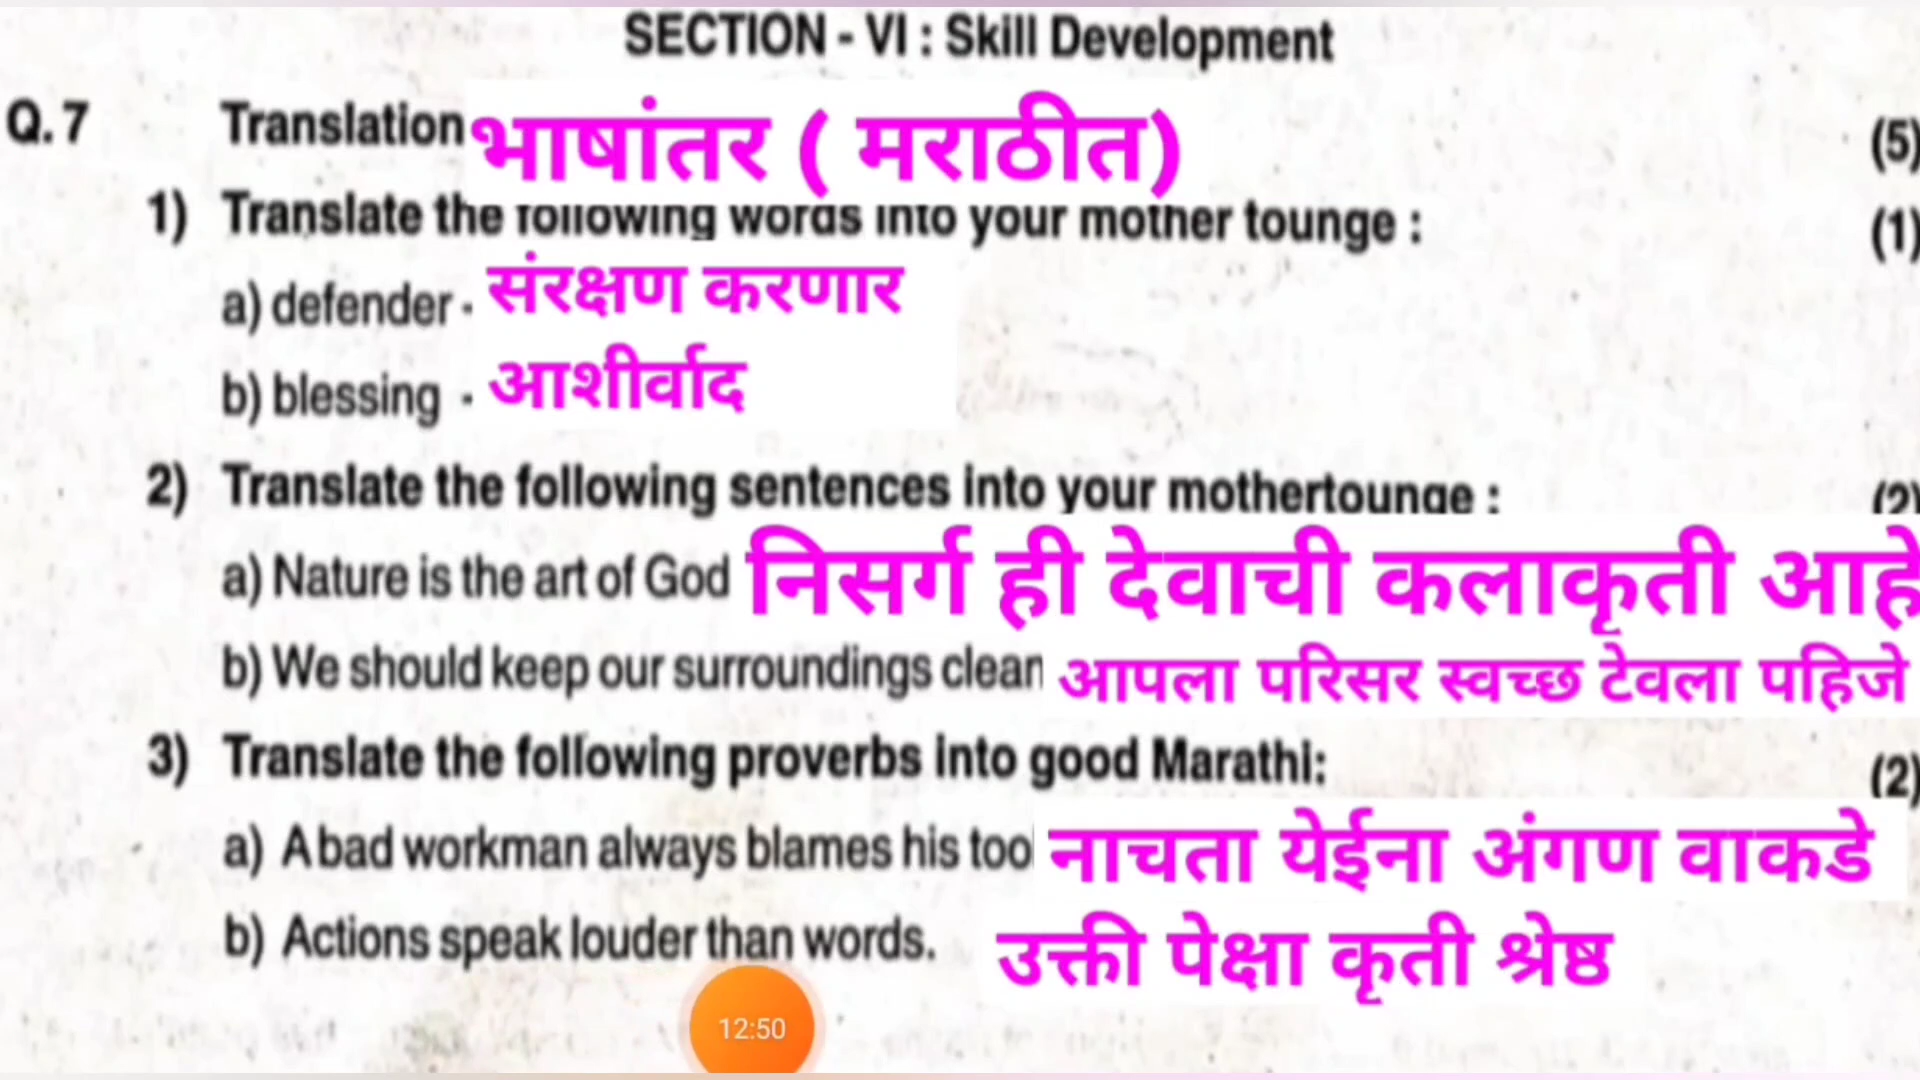 SECTION - VI : Skill Development
Q. 7 Translation भाषांतर ( मराठीत) (5)
1) Translate the following words into your mother tounge : (1)
a) defender - संरक्षण करणार
b) blessing - आशीर्वाद
2) Translate the following sentences into your mothertounge : (2)
a) Nature is the art of God निसर्ग ही देवाची कलाकृती आहे
b) We should keep our surroundings clean आपला परिसर स्वच्छ टेवला पहिजे
3) Translate the following proverbs into good Marathi: (2)
a) A bad workman always blames his tool नाचता येईना अंगण वाकडे
b) Actions speak louder than words. उक्ती पेक्षा कृती श्रेष्ठ
12:50